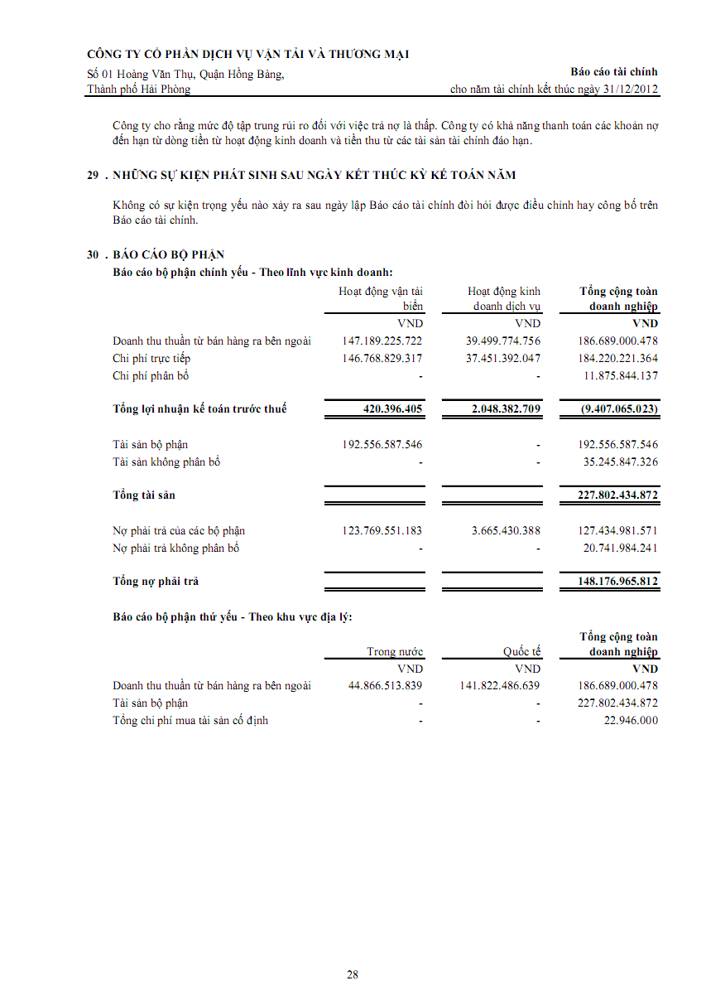 CÔNG TY CỔ PHẦN DỊCH VỤ VẬN TẢI VÀ THƯƠNG MẠI
Số 01 Hoàng Văn Thụ, Quận Hồng Bàng, Báo cáo tài chính
Thành phố Hải Phòng cho năm tài chính kết thúc ngày 31/12/2012
Công ty cho rằng mức độ tập trung rủi ro đối với việc trả nợ là thấp. Công ty có khả năng thanh toán các khoản nợ
đến hạn từ dòng tiền từ hoạt động kinh doanh và tiền thu từ các tài sản tài chính đáo hạn.
29 . NHỮNG SỰ KIỆN PHÁT SINH SAU NGÀY KẾT THÚC KỲ KẾ TOÁN NĂM
Không có sự kiện trọng yếu nào xảy ra sau ngày lập Báo cáo tài chính đòi hỏi được điều chỉnh hay công bố trên
Báo cáo tài chính.
30 . BÁO CÁO BỘ PHẬN
Báo cáo bộ phận chính yếu - Theo lĩnh vực kinh doanh:
Hoạt động vận tải Hoạt động kinh Tổng cộng toàn
biển doanh dịch vụ doanh nghiệp
VND VND VND
Doanh thu thuần từ bán hàng ra bên ngoài 147.189.225.722 39.499.774.756 186.689.000.478
Chi phí trực tiếp 146.768.829.317 37.451.392.047 184.220.221.364
Chi phí phân bổ - - 11.875.844.137
Tổng lợi nhuận kế toán trước thuế 420.396.405 2.048.382.709 (9.407.065.023)
Tài sản bộ phận 192.556.587.546 - 192.556.587.546
Tài sản không phân bổ - - 35.245.847.326
Tổng tài sản 227.802.434.872
Nợ phải trả của các bộ phận 123.769.551.183 3.665.430.388 127.434.981.571
Nợ phải trả không phân bổ - - 20.741.984.241
Tổng nợ phải trả 148.176.965.812
Báo cáo bộ phận thứ yếu - Theo khu vực địa lý:
Tổng cộng toàn
Trong nước Quốc tế doanh nghiệp
VND VND VND
Doanh thu thuần từ bán hàng ra bên ngoài 44.866.513.839 141.822.486.639 186.689.000.478
Tài sản bộ phận - - 227.802.434.872
Tổng chi phí mua tài sản cố định - - 22.946.000
28